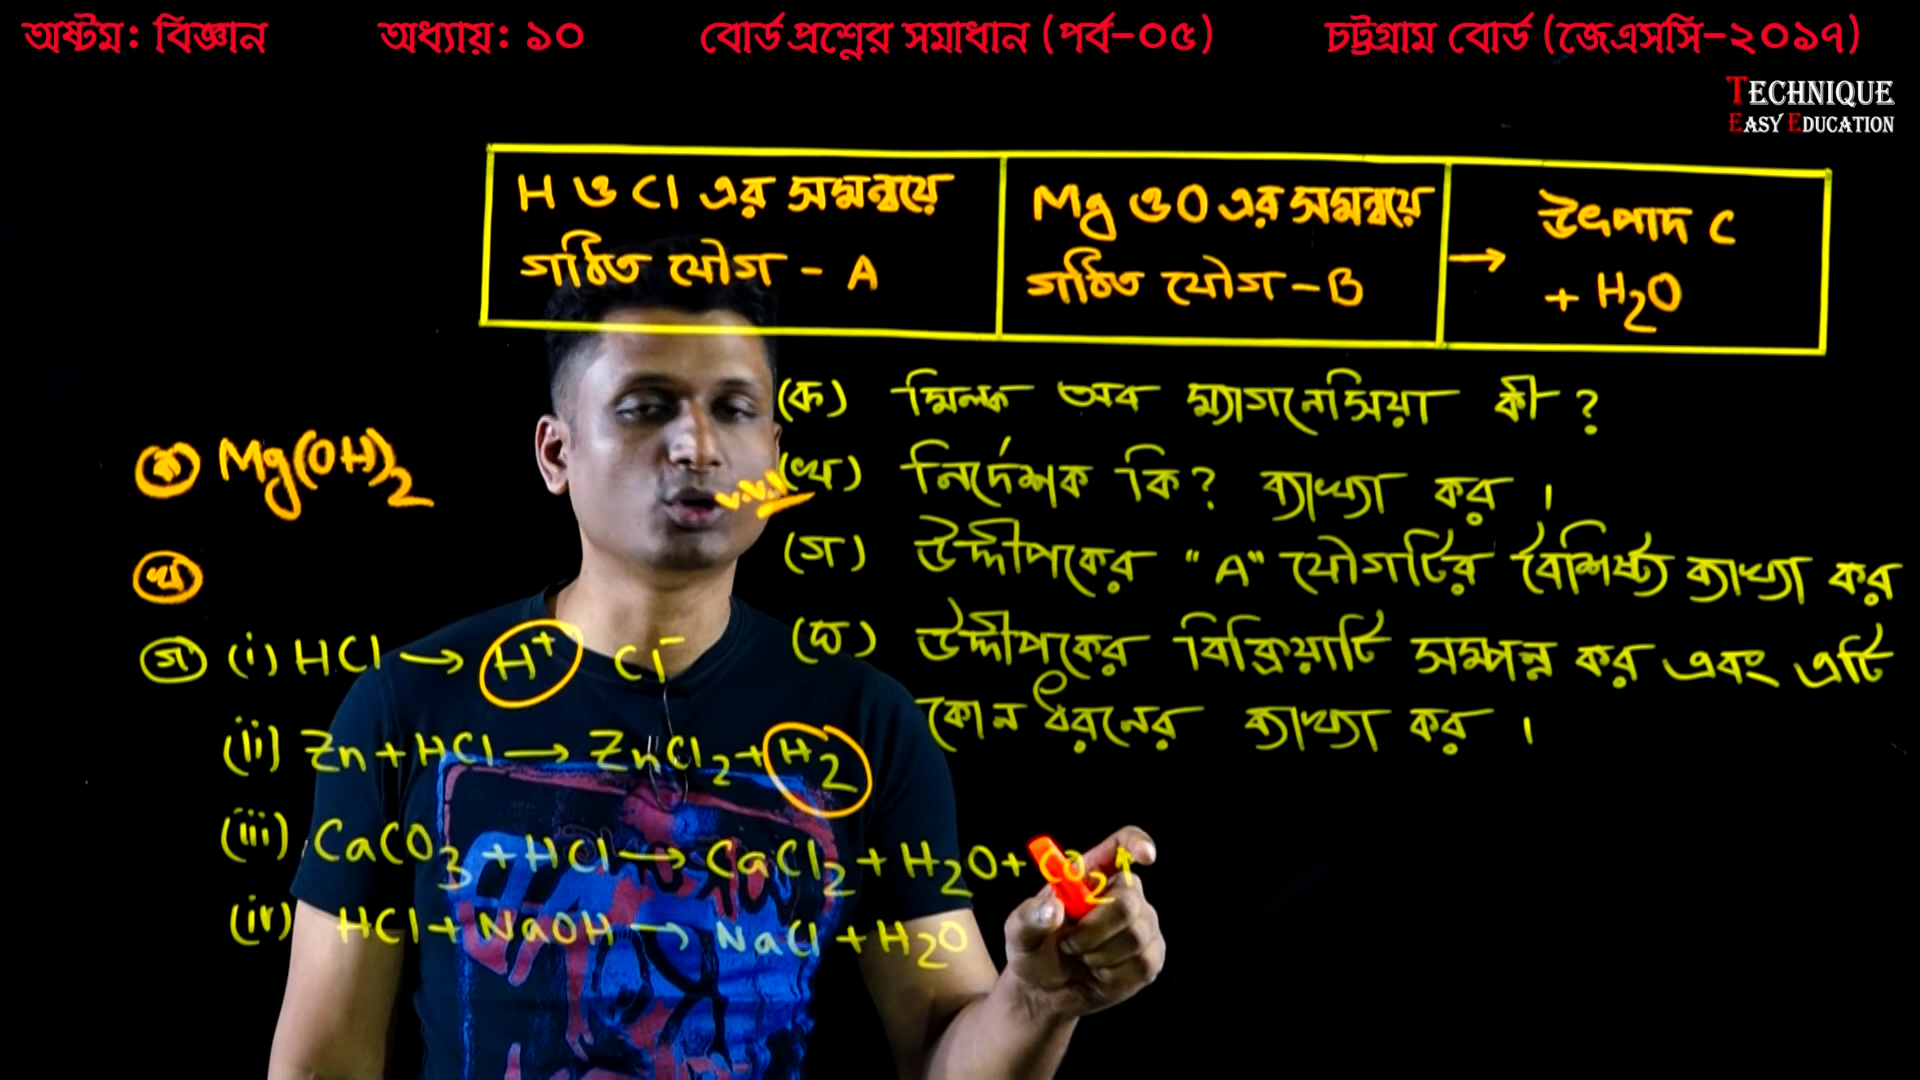 অষ্টম: বিজ্ঞান অধ্যায়: ১০ বোর্ড প্রশ্নের সমাধান (পর্ব-০৫) চট্টগ্রাম বোর্ড (জেএসসি-২০১৭)
TECHNIQUE
EASY EDUCATION
H ও Cl এর সমন্বয়ে
গঠিত যৌগ - A
Mg ও O এর সমন্বয়ে
গঠিত যৌগ - B
→ উৎপাদ C
+ H₂O
(ক) মিল্ক অব ম্যাগনেসিয়া কী ?
(খ) নির্দেশক কি ? ব্যাখ্যা কর ।
(গ) উদ্দীপকের "A" যৌগটির বৈশিষ্ট্য ব্যাখ্যা কর
(ঘ) উদ্দীপকের বিক্রিয়াটি সম্পন্ন কর এবং এটি
কোন ধরনের ব্যাখ্যা কর ।
(ক) Mg(OH)₂
v.v.I
(খ)
(গ) (i) HCl → H⁺ Cl⁻
(ii) Zn + HCl → ZnCl₂ + H₂
(iii) CaCO₃ + HCl → CaCl₂ + H₂O + CO₂ ↑
(iv) HCl + NaOH → NaCl + H₂O